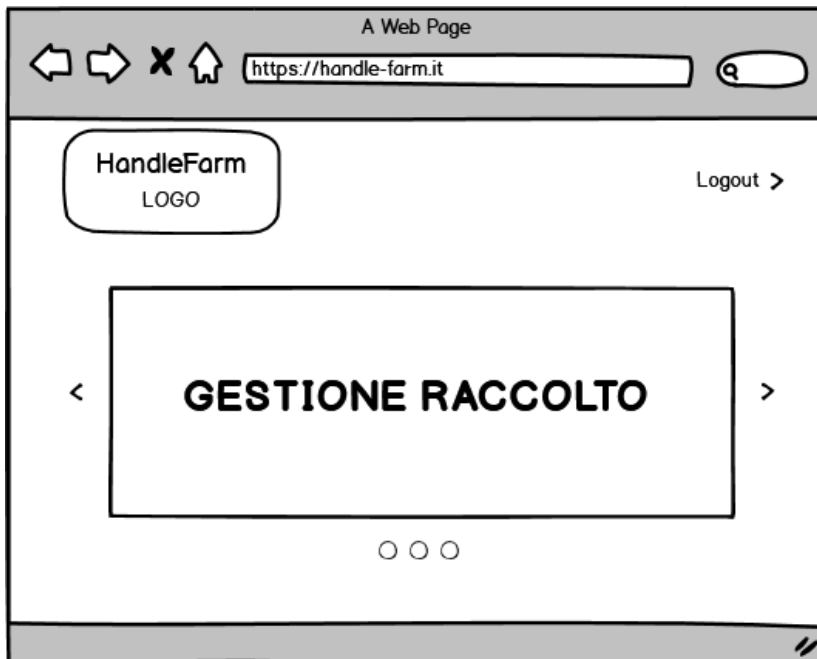 A Web Page
https://handle-farm.it
HandleFarm
LOGO
Logout >
< GESTIONE RACCOLTO >